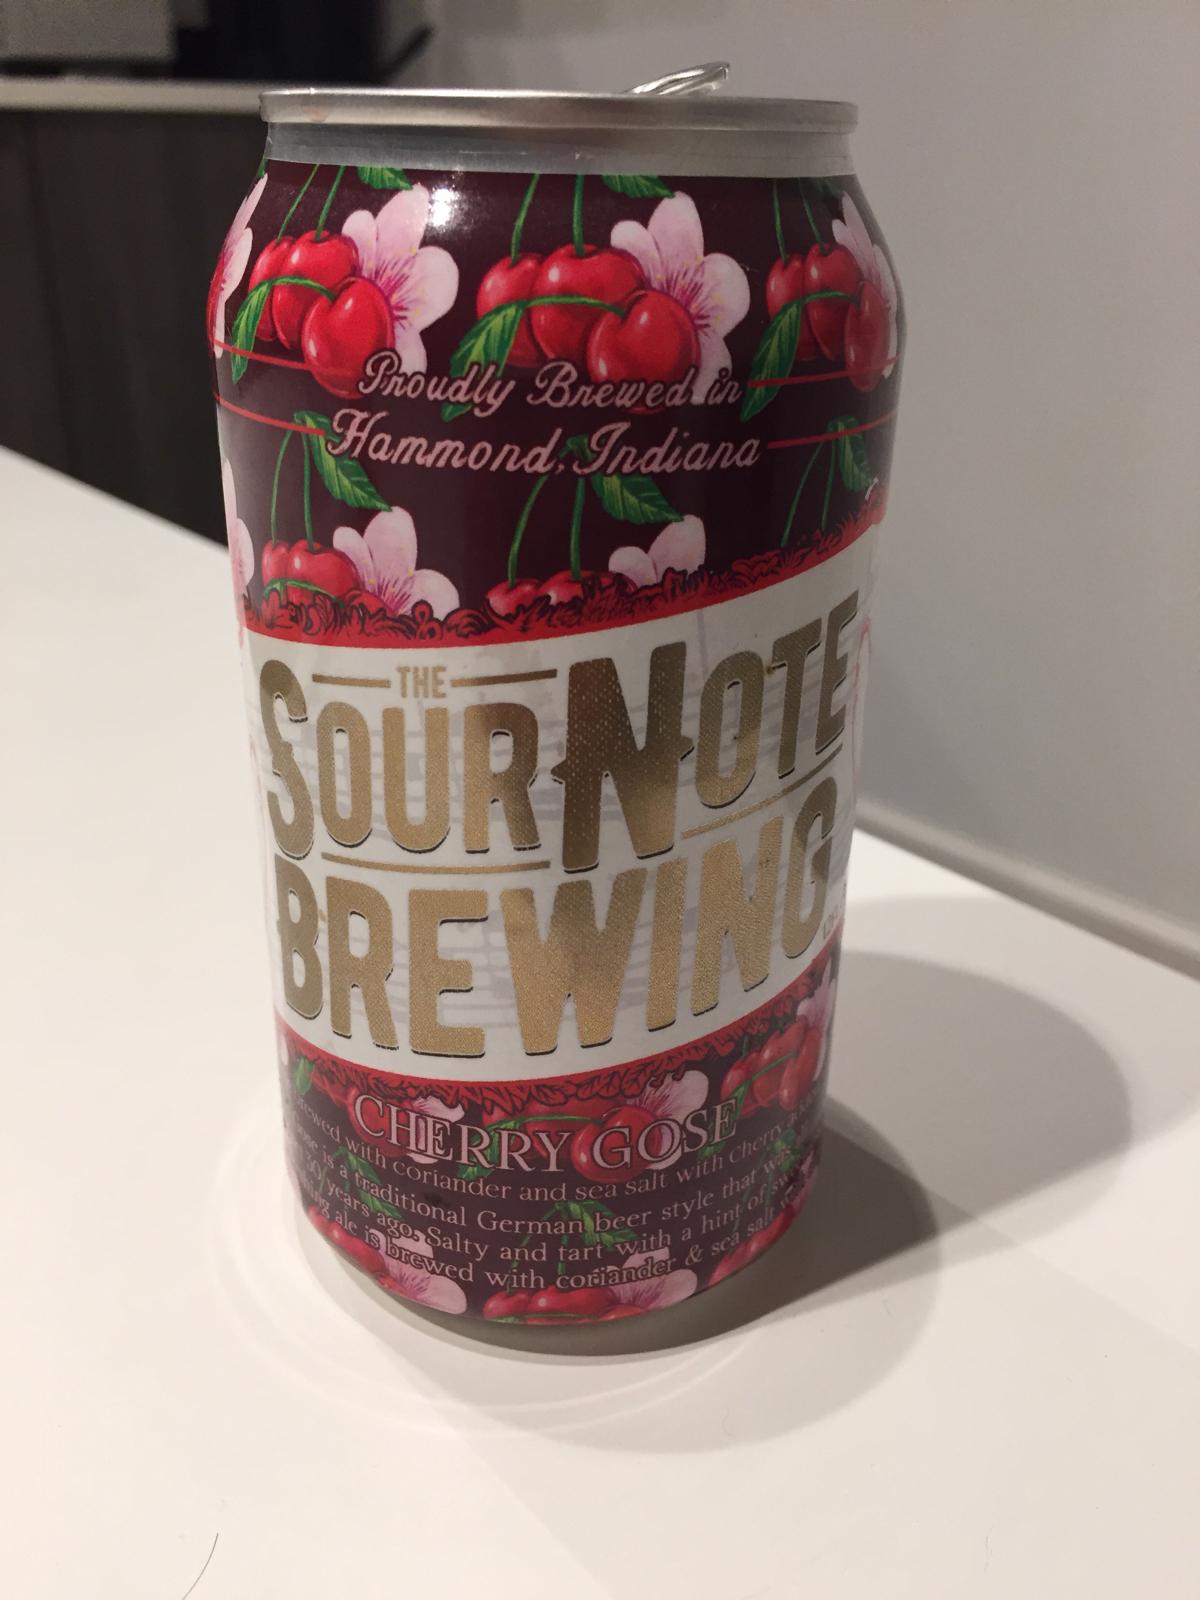 Proudly Brewed in
Hammond, Indiana
THE
SOUR NOTE
BREWING
CHERRY GOSE
with coriander and sea salt with cherry
is a traditional German beer style that was
years ago. Salty and tart with a hint of
ale is brewed with coriander & sea salt